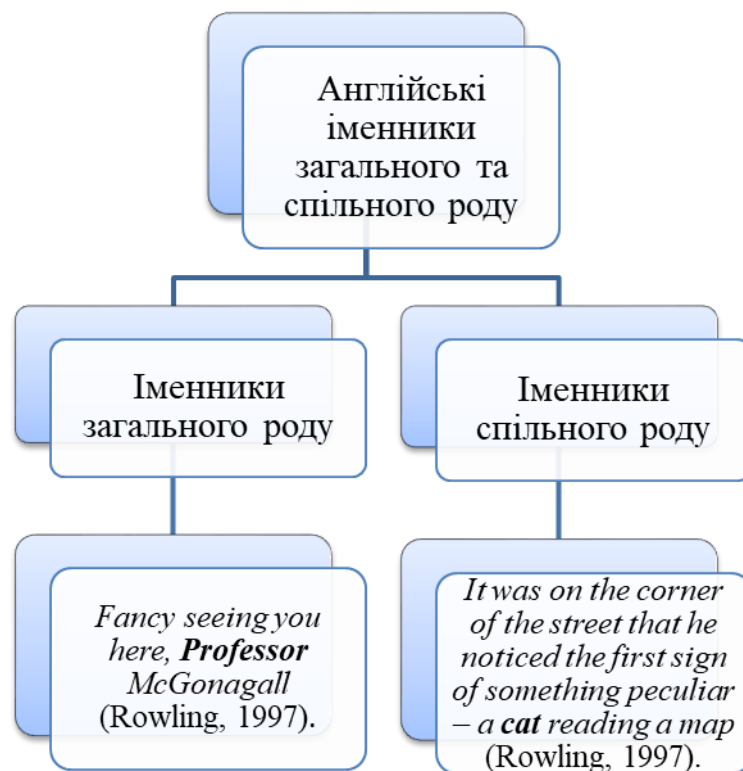 Англійські
іменники
загального та
спільного роду
Іменники
загального роду
Іменники
спільного роду
Fancy seeing you
here, Professor
McGonagall
(Rowling, 1997).
It was on the corner
of the street that he
noticed the first sign
of something peculiar
– a cat reading a map
(Rowling, 1997).